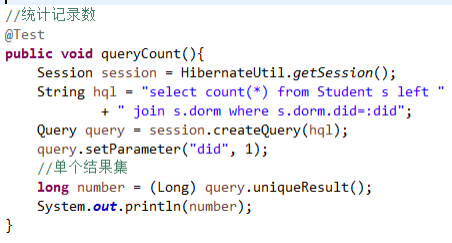 //统计记录数
@Test
public void queryCount(){
    Session session = HibernateUtil.getSession();
    String hql = "select count(*) from Student s left "
            + " join s.dorm where s.dorm.did=:did";
    Query query = session.createQuery(hql);
    query.setParameter("did", 1);
    //单个结果集
    long number = (Long) query.uniqueResult();
    System.out.println(number);
}